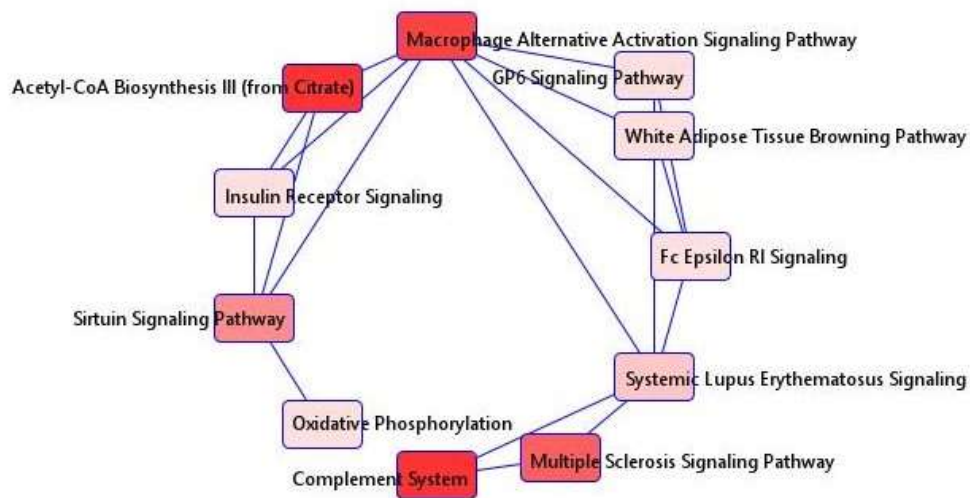 Macrophage Alternative Activation Signaling Pathway
GP6 Signaling Pathway
Acetyl-CoA Biosynthesis III (from Citrate)
White Adipose Tissue Browning Pathway
Insulin Receptor Signaling
Fc Epsilon RI Signaling
Sirtuin Signaling Pathway
Systemic Lupus Erythematosus Signaling
Oxidative Phosphorylation
Multiple Sclerosis Signaling Pathway
Complement System